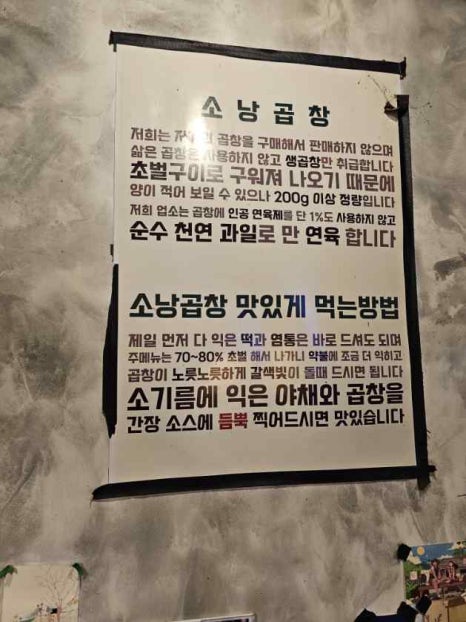 소낭곱창
저희는 곱창을 구매해서 판매하지 않으며
삶은 곱창은 사용하지 않고 생곱창만 취급합니다
초벌구이로 구워져 나오기 때문에
양이 적어 보일 수 있으나 200g 이상 정량입니다
저희 업소는 곱창에 인공 연육제를 단 1%도 사용하지 않고
순수 천연 과일로 만 연육 합니다
소낭곱창 맛있게 먹는방법
제일 먼저 다 익은 떡과 염통은 바로 드셔도 되며
주메뉴는 70~80% 초벌 해서 나가니 약불에 조금 더 익히고
곱창이 노릇노릇하게 갈색빛이 돌때 드시면 됩니다
소기름에 익은 야채와 곱창을
간장 소스에 듬뿍 찍어드시면 맛있습니다